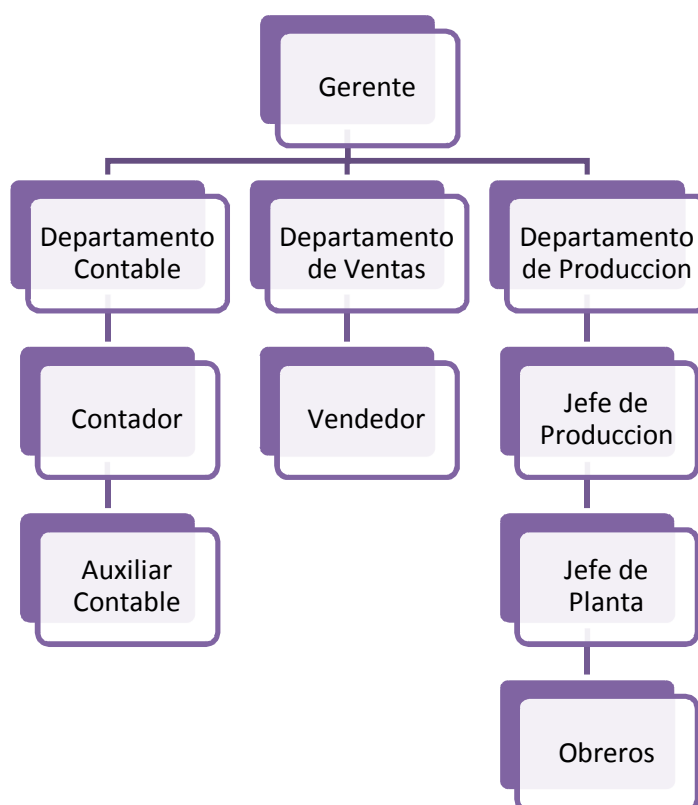 Gerente
Departamento
Contable
Departamento
de Ventas
Departamento
de Produccion
Contador
Vendedor
Jefe de
Produccion
Auxiliar
Contable
Jefe de
Planta
Obreros